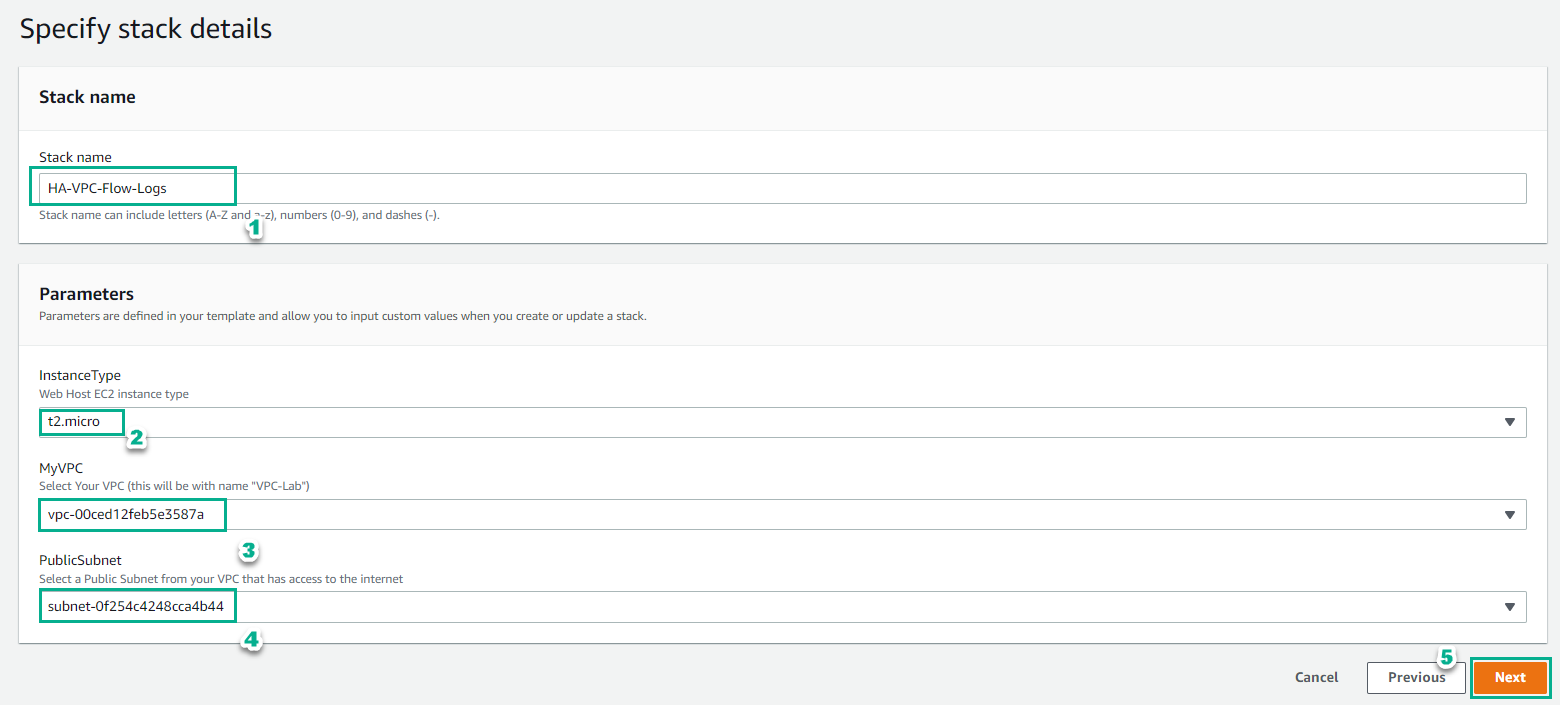 Specify stack details
Stack name
Stack name
HA-VPC-Flow-Logs
Stack name can include letters (A-Z and a-z), numbers (0-9), and dashes (-).
1
Parameters
Parameters are defined in your template and allow you to input custom values when you create or update a stack.
InstanceType
Web Host EC2 instance type
t2.micro
2
MyVPC
Select Your VPC (this will be with name "VPC-Lab")
vpc-00ced12feb5e3587a
3
PublicSubnet
Select a Public Subnet from your VPC that has access to the internet
subnet-0f254c4248cca4b44
4
5
Cancel Previous Next